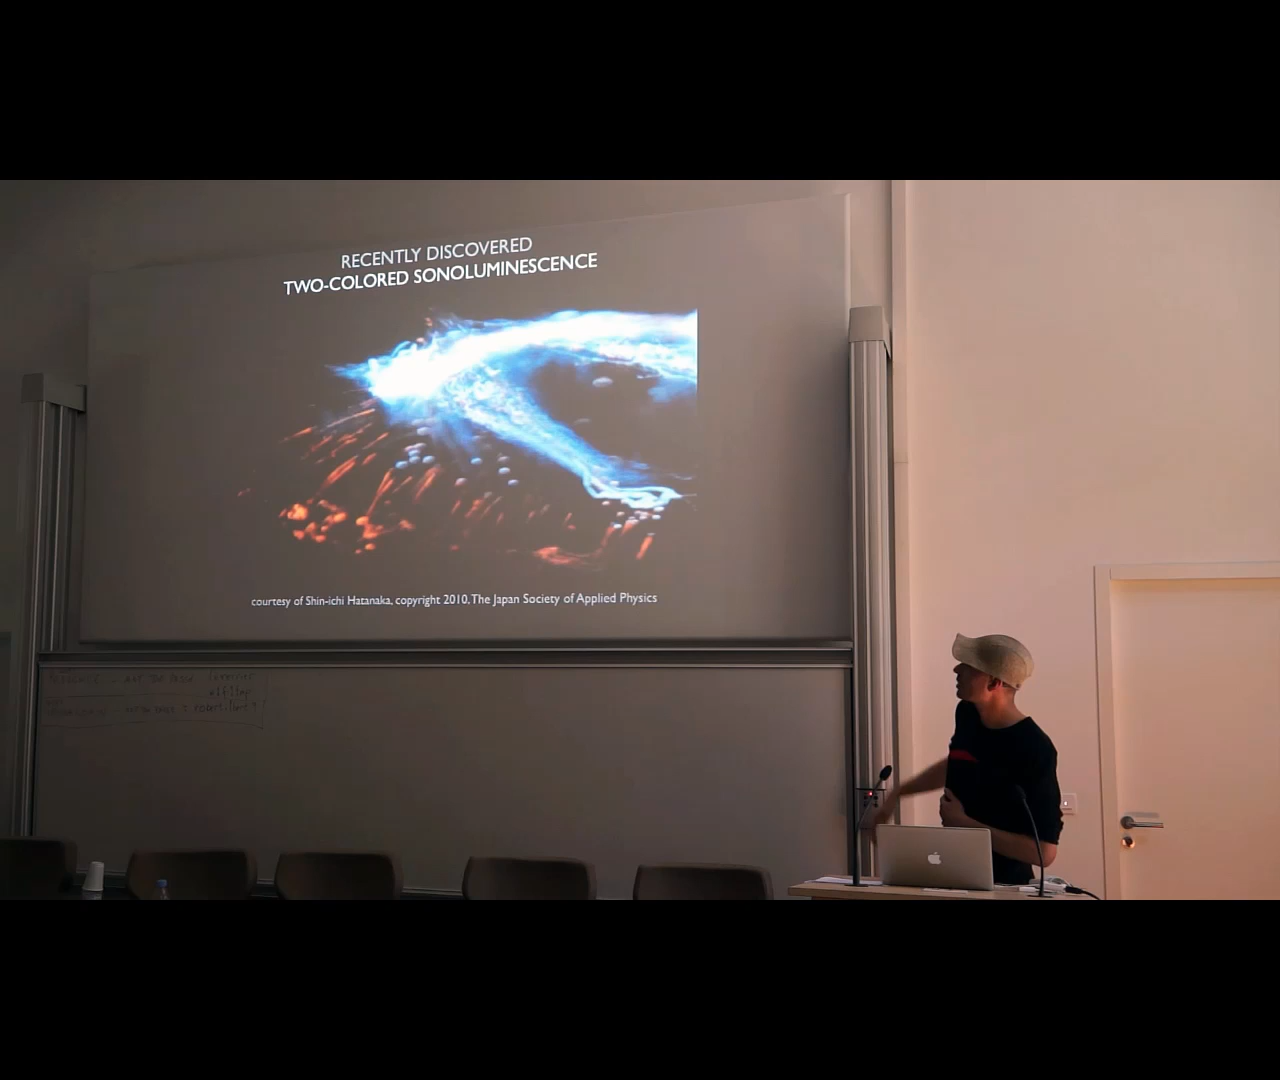 RECENTLY DISCOVERED
TWO-COLORED SONOLUMINESCENCE
courtesy of Shin-ichi Hatanaka, copyright 2010, The Japan Society of Applied Physics